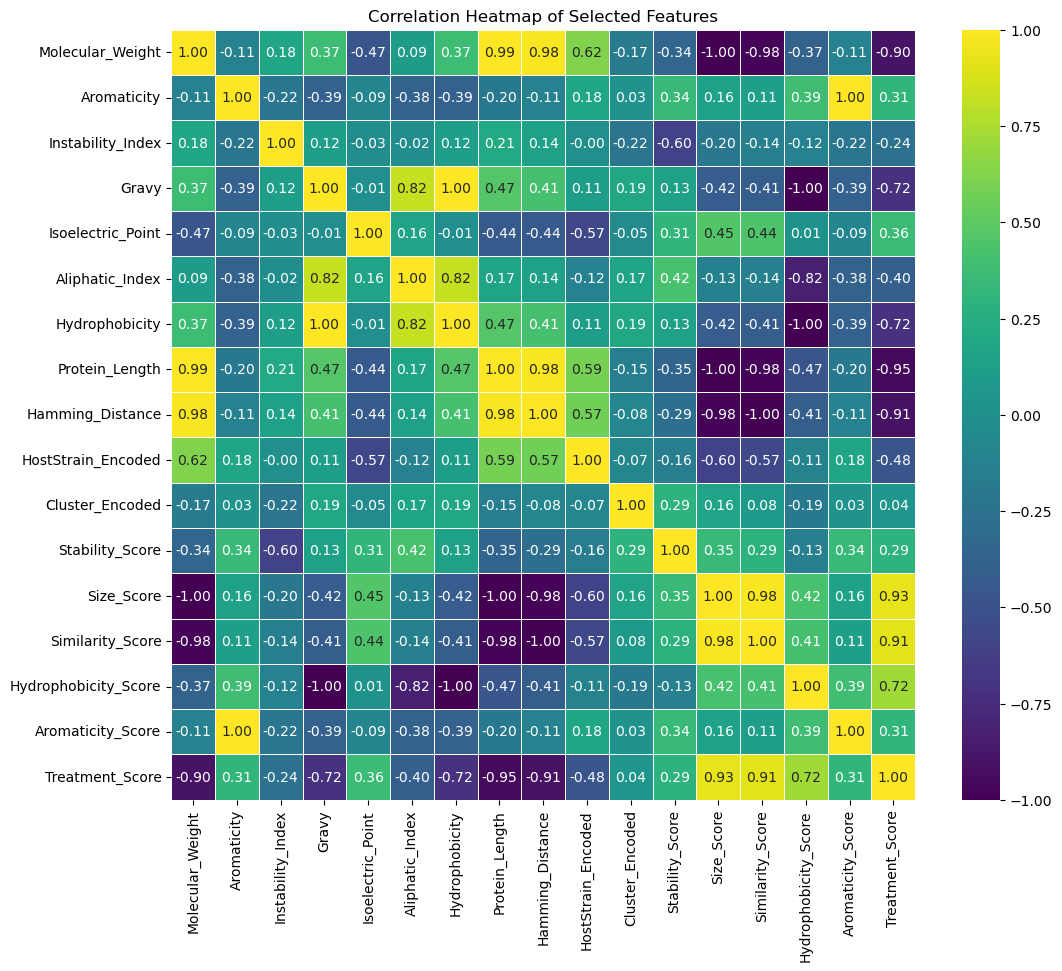 Correlation Heatmap of Selected Features
Molecular_Weight 1.00 -0.11 0.18 0.37 -0.47 0.09 0.37 0.99 0.98 0.62 -0.17 -0.34 -1.00 -0.98 -0.37 -0.11 -0.90
Aromaticity -0.11 1.00 -0.22 -0.39 -0.09 -0.38 -0.39 -0.20 -0.11 0.18 0.03 0.34 0.16 0.11 0.39 1.00 0.31
Instability_Index 0.18 -0.22 1.00 0.12 -0.03 -0.02 0.12 0.21 0.14 -0.00 -0.22 -0.60 -0.20 -0.14 -0.12 -0.22 -0.24
Gravy 0.37 -0.39 0.12 1.00 -0.01 0.82 1.00 0.47 0.41 0.11 0.19 0.13 -0.42 -0.41 -1.00 -0.39 -0.72
Isoelectric_Point -0.47 -0.09 -0.03 -0.01 1.00 0.16 -0.01 -0.44 -0.44 -0.57 -0.05 0.31 0.45 0.44 0.01 -0.09 0.36
Aliphatic_Index 0.09 -0.38 -0.02 0.82 0.16 1.00 0.82 0.17 0.14 -0.12 0.17 0.42 -0.13 -0.14 -0.82 -0.38 -0.40
Hydrophobicity 0.37 -0.39 0.12 1.00 -0.01 0.82 1.00 0.47 0.41 0.11 0.19 0.13 -0.42 -0.41 -1.00 -0.39 -0.72
Protein_Length 0.99 -0.20 0.21 0.47 -0.44 0.17 0.47 1.00 0.98 0.59 -0.15 -0.35 -1.00 -0.98 -0.47 -0.20 -0.95
Hamming_Distance 0.98 -0.11 0.14 0.41 -0.44 0.14 0.41 0.98 1.00 0.57 -0.08 -0.29 -0.98 -1.00 -0.41 -0.11 -0.91
HostStrain_Encoded 0.62 0.18 -0.00 0.11 -0.57 -0.12 0.11 0.59 0.57 1.00 -0.07 -0.16 -0.60 -0.57 -0.11 0.18 -0.48
Cluster_Encoded -0.17 0.03 -0.22 0.19 -0.05 0.17 0.19 -0.15 -0.08 -0.07 1.00 0.29 0.16 0.08 -0.19 0.03 0.04
Stability_Score -0.34 0.34 -0.60 0.13 0.31 0.42 0.13 -0.35 -0.29 -0.16 0.29 1.00 0.35 0.29 -0.13 0.34 0.29
Size_Score -1.00 0.16 -0.20 -0.42 0.45 -0.13 -0.42 -1.00 -0.98 -0.60 0.16 0.35 1.00 0.98 0.42 0.16 0.93
Similarity_Score -0.98 0.11 -0.14 -0.41 0.44 -0.14 -0.41 -0.98 -1.00 -0.57 0.08 0.29 0.98 1.00 0.41 0.11 0.91
Hydrophobicity_Score -0.37 0.39 -0.12 -1.00 0.01 -0.82 -1.00 -0.47 -0.41 -0.11 -0.19 -0.13 0.42 0.41 1.00 0.39 0.72
Aromaticity_Score -0.11 1.00 -0.22 -0.39 -0.09 -0.38 -0.39 -0.20 -0.11 0.18 0.03 0.34 0.16 0.11 0.39 1.00 0.31
Treatment_Score -0.90 0.31 -0.24 -0.72 0.36 -0.40 -0.72 -0.95 -0.91 -0.48 0.04 0.29 0.93 0.91 0.72 0.31 1.00
Molecular_Weight
Aromaticity
Instability_Index
Gravy
Isoelectric_Point
Aliphatic_Index
Hydrophobicity
Protein_Length
Hamming_Distance
HostStrain_Encoded
Cluster_Encoded
Stability_Score
Size_Score
Similarity_Score
Hydrophobicity_Score
Aromaticity_Score
Treatment_Score
1.00
0.75
0.50
0.25
0.00
−0.25
−0.50
−0.75
−1.00